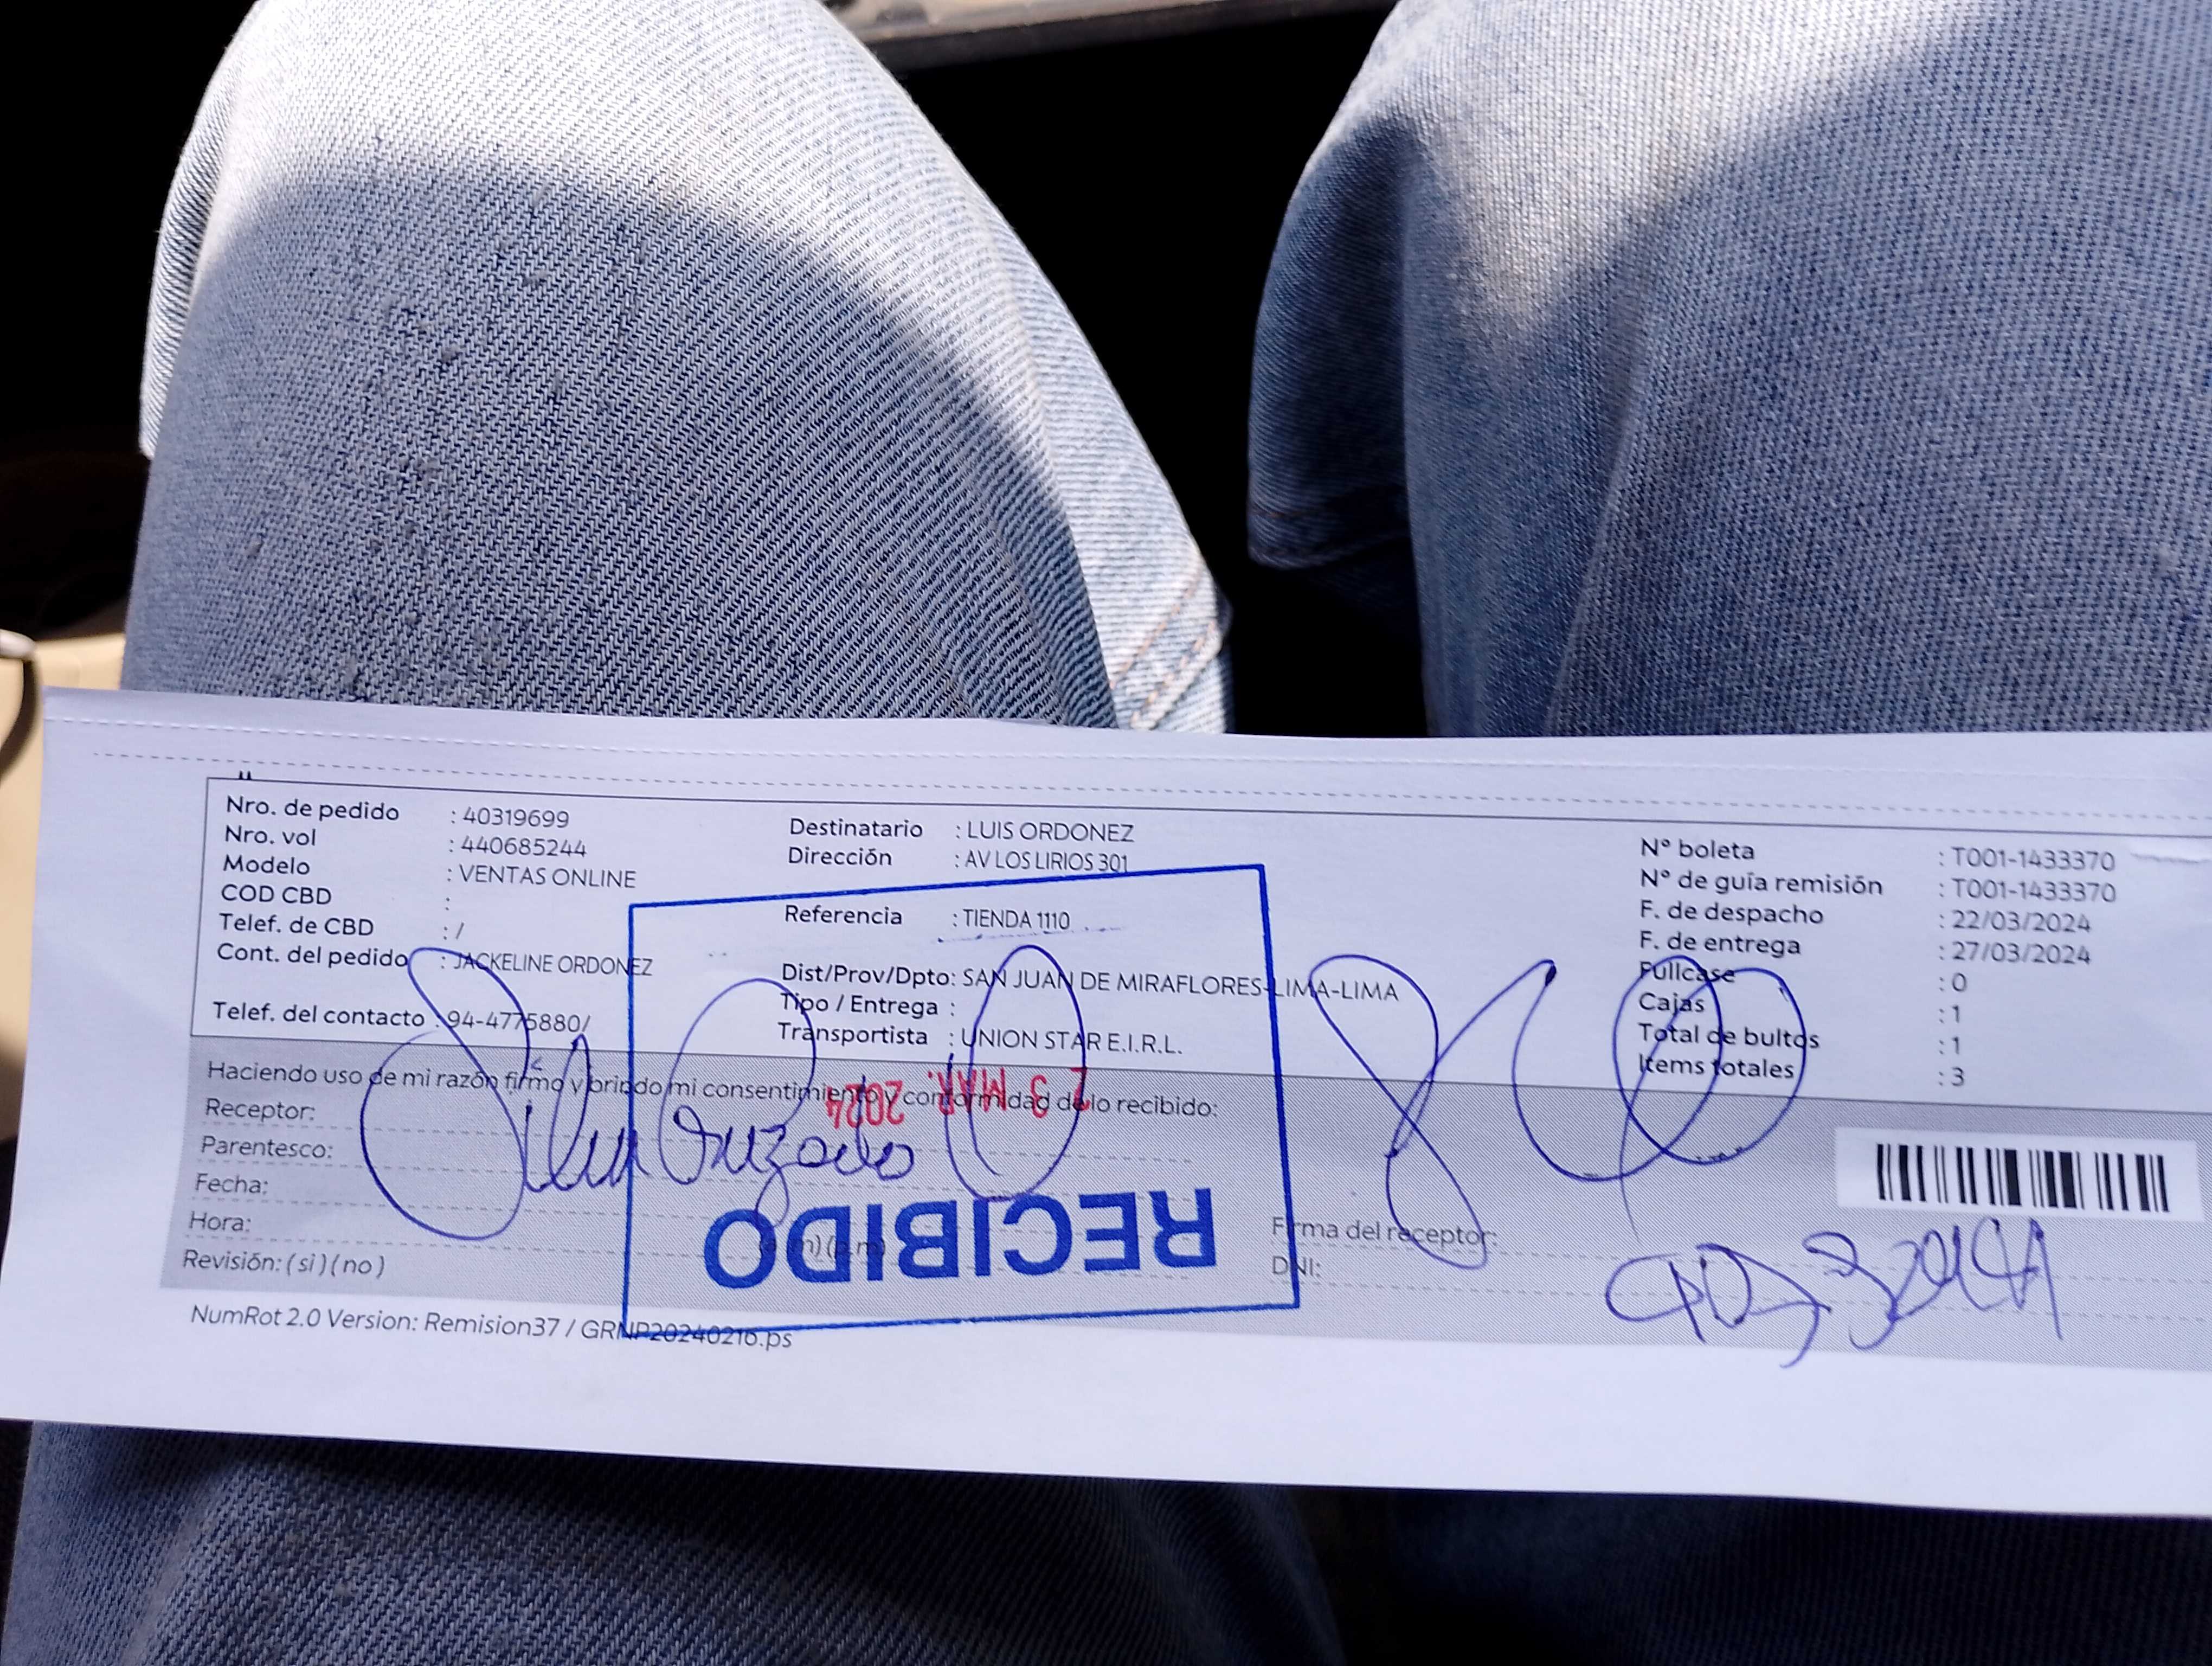 Nro. de pedido : 40319699
Nro. vol : 440685244
Modelo : VENTAS ONLINE
COD CBD :
Telef. de CBD : /
Cont. del pedido : JACKELINE ORDONEZ
Telef. del contacto : 94-4775880/
Destinatario : LUIS ORDONEZ
Dirección : AV LOS LIRIOS 301
Referencia : TIENDA 1110
Dist/Prov/Dpto: SAN JUAN DE MIRAFLORES-LIMA-LIMA
Tipo / Entrega :
Transportista : UNION STAR E.I.R.L.
N° boleta : T001-1433370
N° de guía remisión : T001-1433370
F. de despacho : 22/03/2024
F. de entrega : 27/03/2024
Fullcase : 0
Cajas : 1
Total de bultos : 1
Items totales : 3
Haciendo uso de mi razón firmo y brindo mi consentimiento y conformidad de lo recibido:
Receptor:
Parentesco:
Fecha:
Hora: (a.m)(p.m)
Revisión: ( si ) ( no )
Firma del receptor:
DNI:
RECIBIDO
MAR. 2024
NumRot 2.0 Version: Remision37 / GRNP20240216.ps